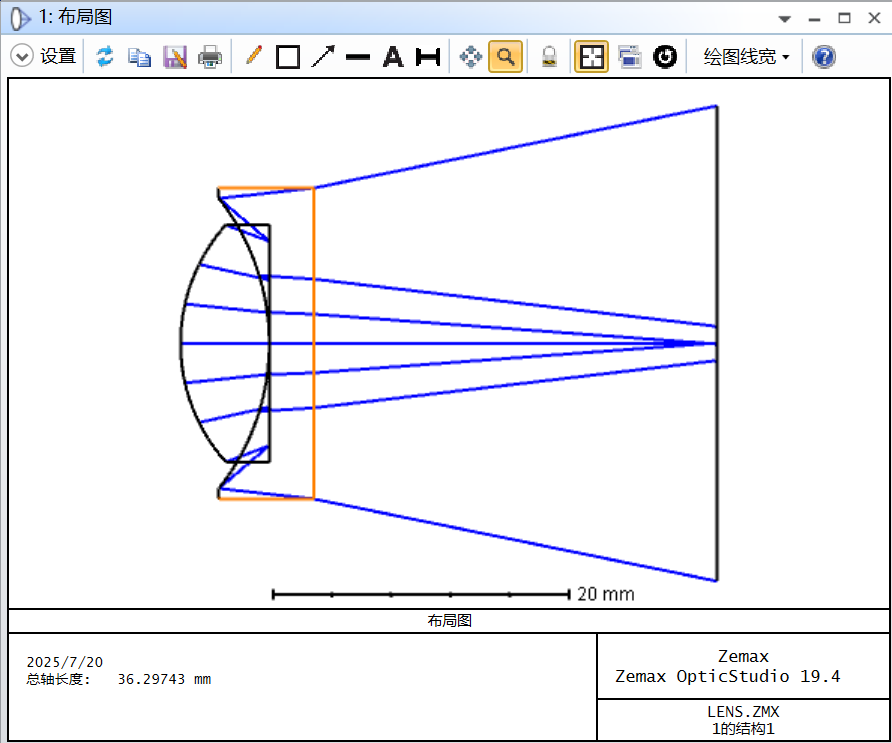 1: 布局图
设置
A
绘图线宽
20 mm
布局图
2025/7/20
总轴长度: 36.29743 mm
Zemax
Zemax OpticStudio 19.4
LENS.ZMX
1的结构1